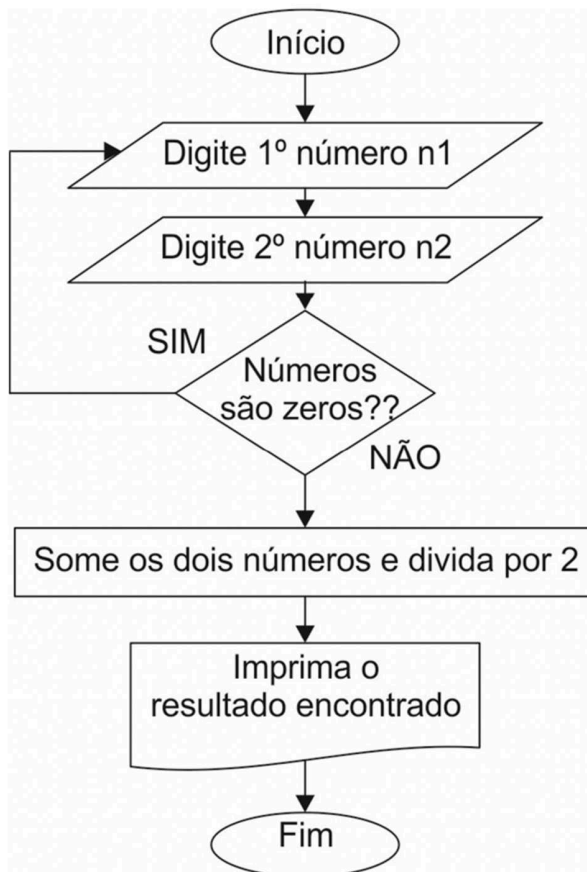 Início
Digite 1º número n1
Digite 2º número n2
SIM
Números
são zeros??
NÃO
Some os dois números e divida por 2
Imprima o
resultado encontrado
Fim